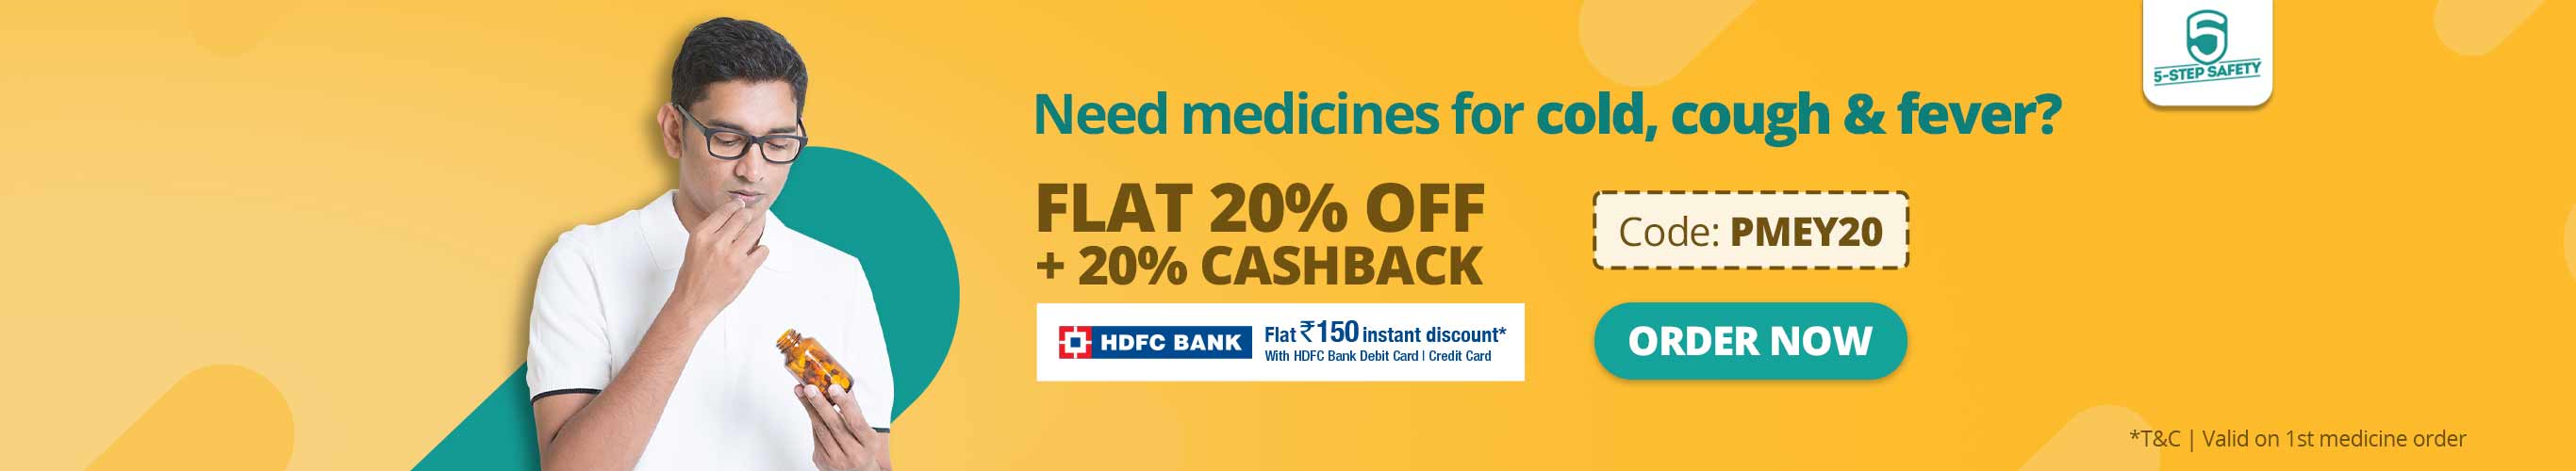 5
5-STEP SAFETY
Need medicines for cold, cough & fever?
FLAT 20% OFF
+ 20% CASHBACK
Code: PMEY20
HDFC BANK
Flat ₹150 instant discount*
With HDFC Bank Debit Card | Credit Card
ORDER NOW
*T&C | Valid on 1st medicine order